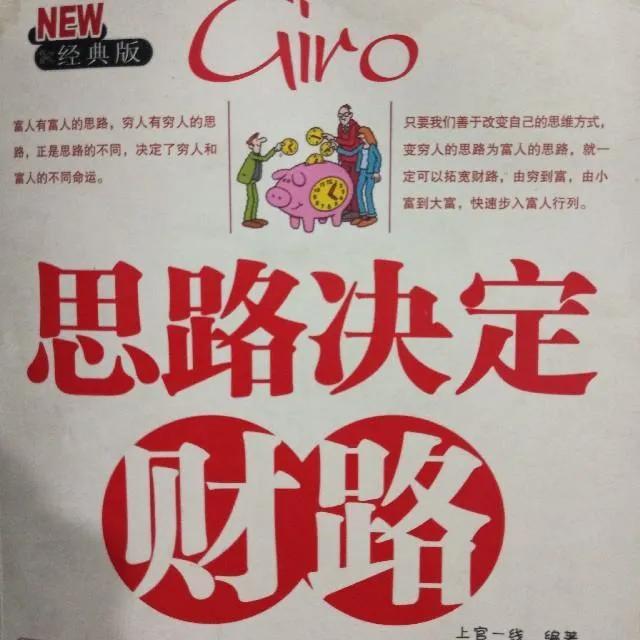 NEW
经典版
Giro
富人有富人的思路，穷人有穷人的思
路，正是思路的不同，决定了穷人和
富人的不同命运。
只要我们善于改变自己的思维方式，
变穷人的思路为富人的思路，就一
定可以拓宽财路，由穷到富，由小
富到大富，快速步入富人行列。
思路决定
财路
上官一线 编著